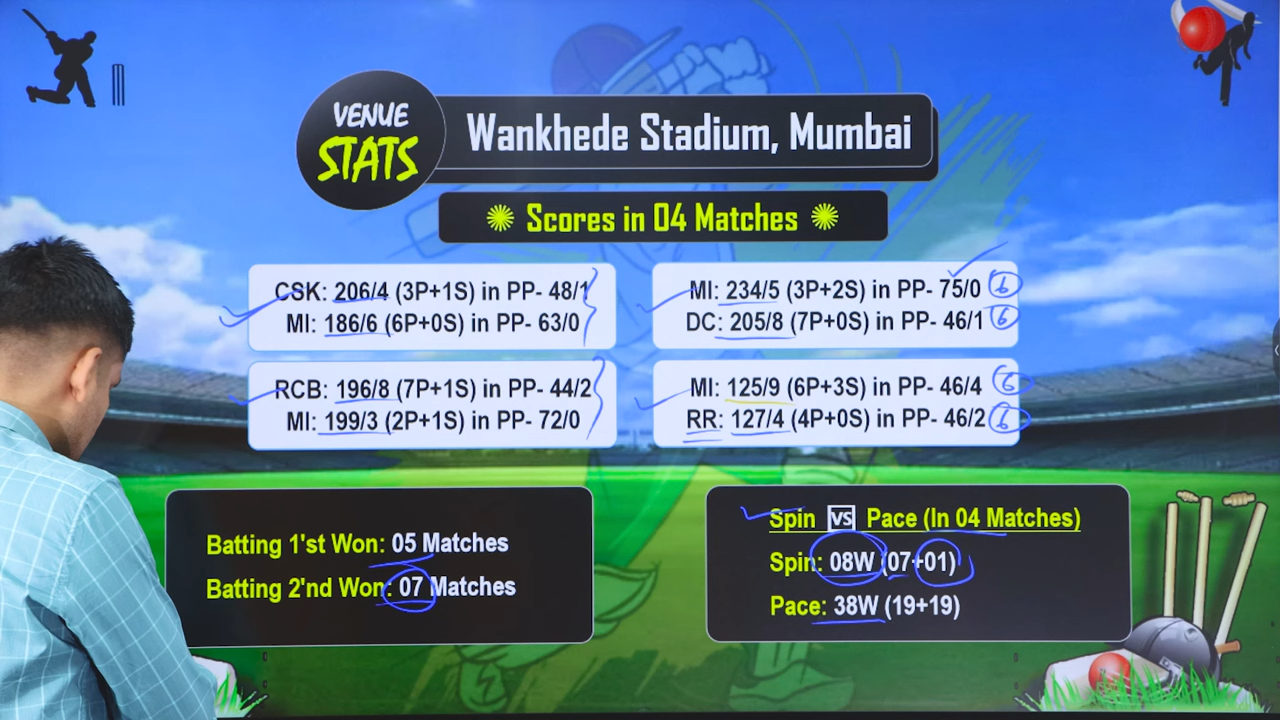 VENUE
STATS
Wankhede Stadium, Mumbai
Scores in 04 Matches
CSK: 206/4 (3P+1S) in PP- 48/1
MI: 186/6 (6P+0S) in PP- 63/0
MI: 234/5 (3P+2S) in PP- 75/0 6
DC: 205/8 (7P+0S) in PP- 46/1 6
RCB: 196/8 (7P+1S) in PP- 44/2
MI: 199/3 (2P+1S) in PP- 72/0
MI: 125/9 (6P+3S) in PP- 46/4 6
RR: 127/4 (4P+0S) in PP- 46/2 6
Batting 1'st Won: 05 Matches
Batting 2'nd Won: 07 Matches
Spin VS Pace (In 04 Matches)
Spin: 08W (07+01)
Pace: 38W (19+19)